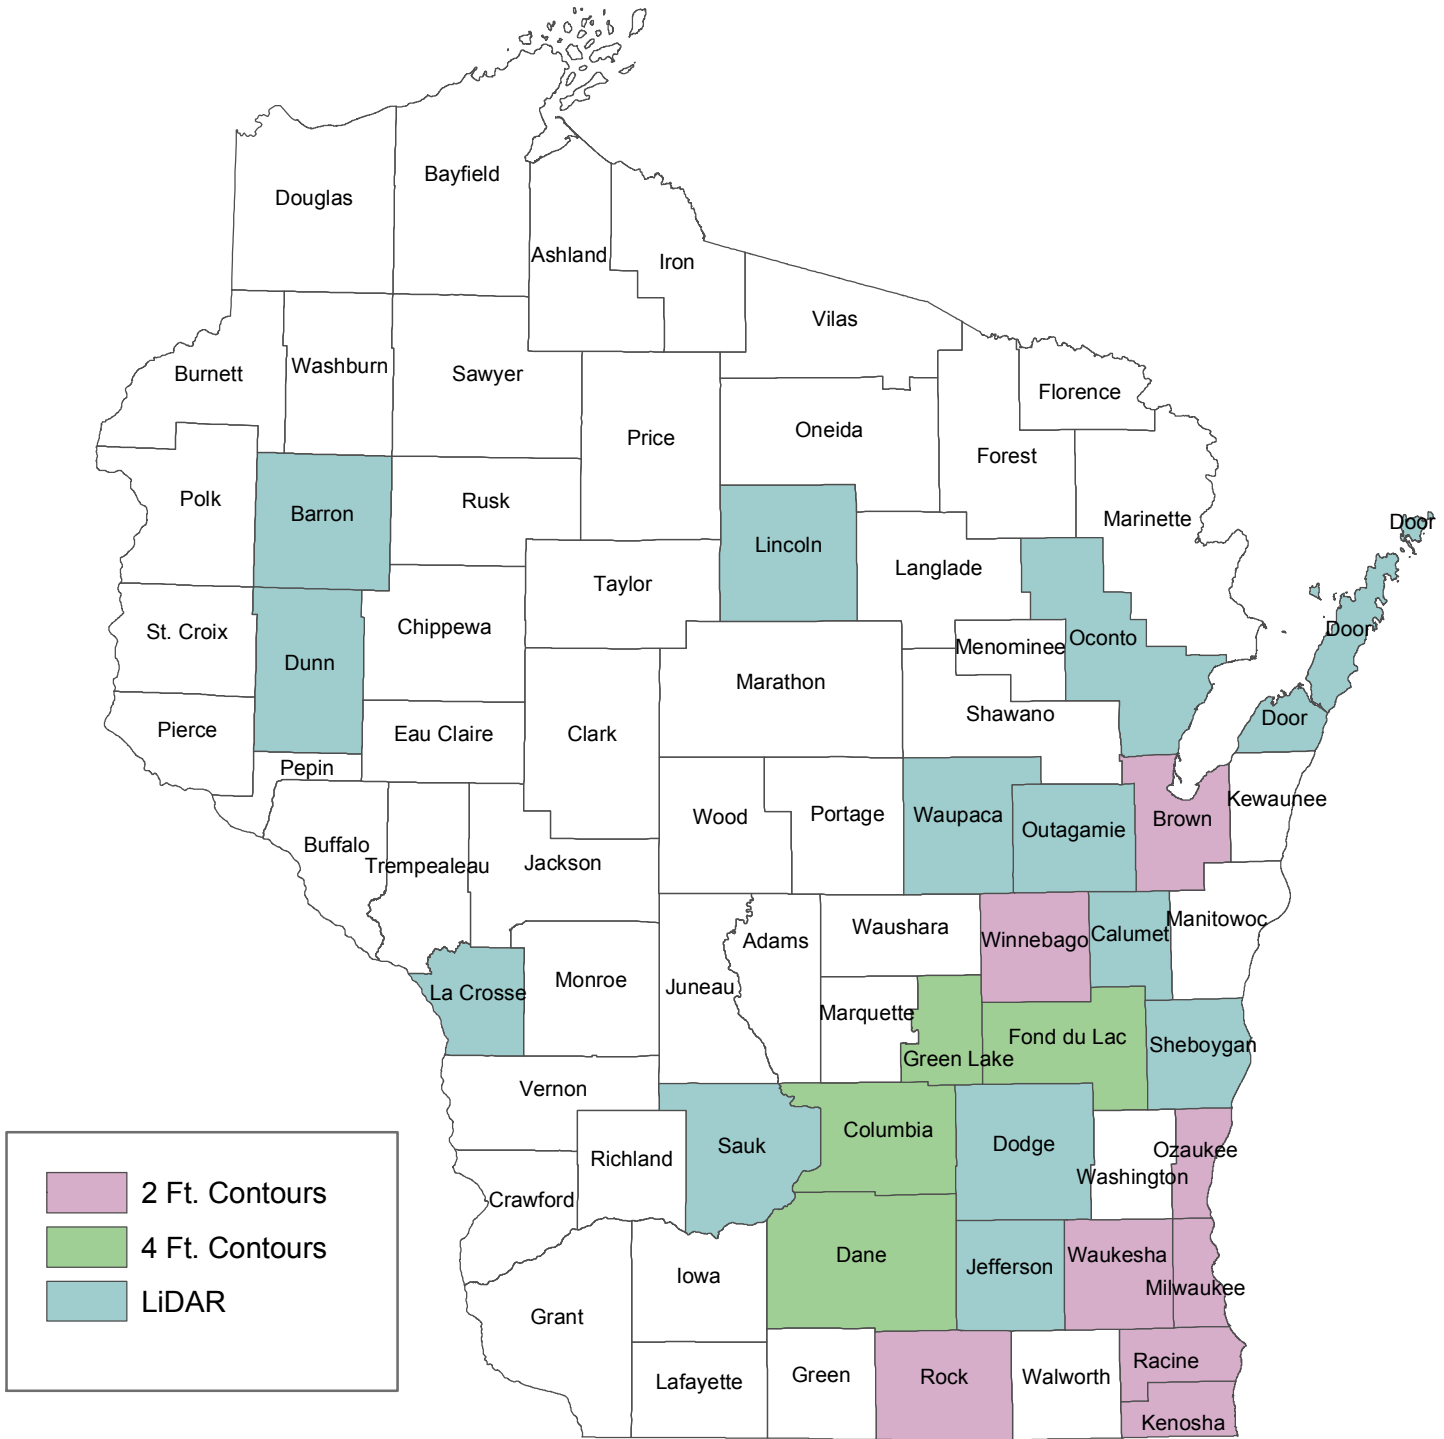 Bayfield
Douglas
Ashland
Iron
Vilas
Washburn
Burnett
Sawyer
Florence
Price
Oneida
Forest
Polk
Rusk
Barron
Marinette
Door
Lincoln
Langlade
Taylor
St. Croix
Chippewa
Door
Oconto
Menominee
Dunn
Marathon
Shawano
Door
Pierce
Eau Claire
Clark
Pepin
Kewaunee
Wood
Portage
Waupaca
Brown
Outagamie
Buffalo
Trempealeau
Jackson
Manitowoc
Waushara
Calumet
Adams
Winnebago
Monroe
Juneau
La Crosse
Marquette
Fond du Lac
Sheboygan
Green Lake
Vernon
Columbia
Dodge
Sauk
Ozaukee
Richland
Washington
2 Ft. Contours
Crawford
4 Ft. Contours
Dane
Waukesha
Jefferson
Iowa
Milwaukee
LiDAR
Grant
Racine
Green
Rock
Walworth
Lafayette
Kenosha